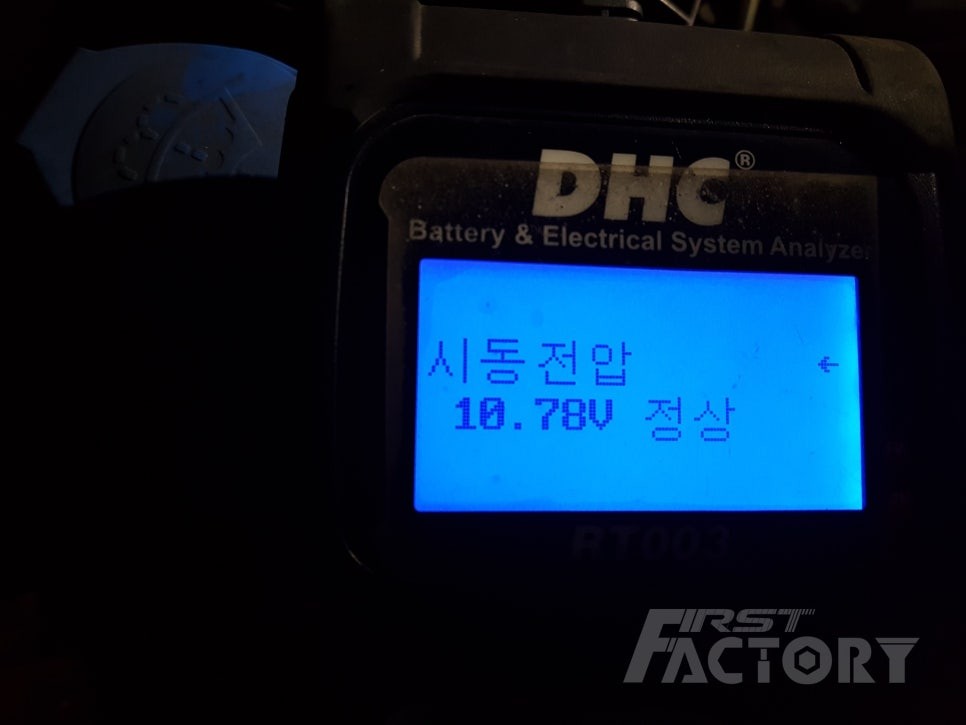 DHC®
Battery & Electrical System Analyzer
시동전압 ←
10.78V 정상
RT003
FIRST
FACTORY